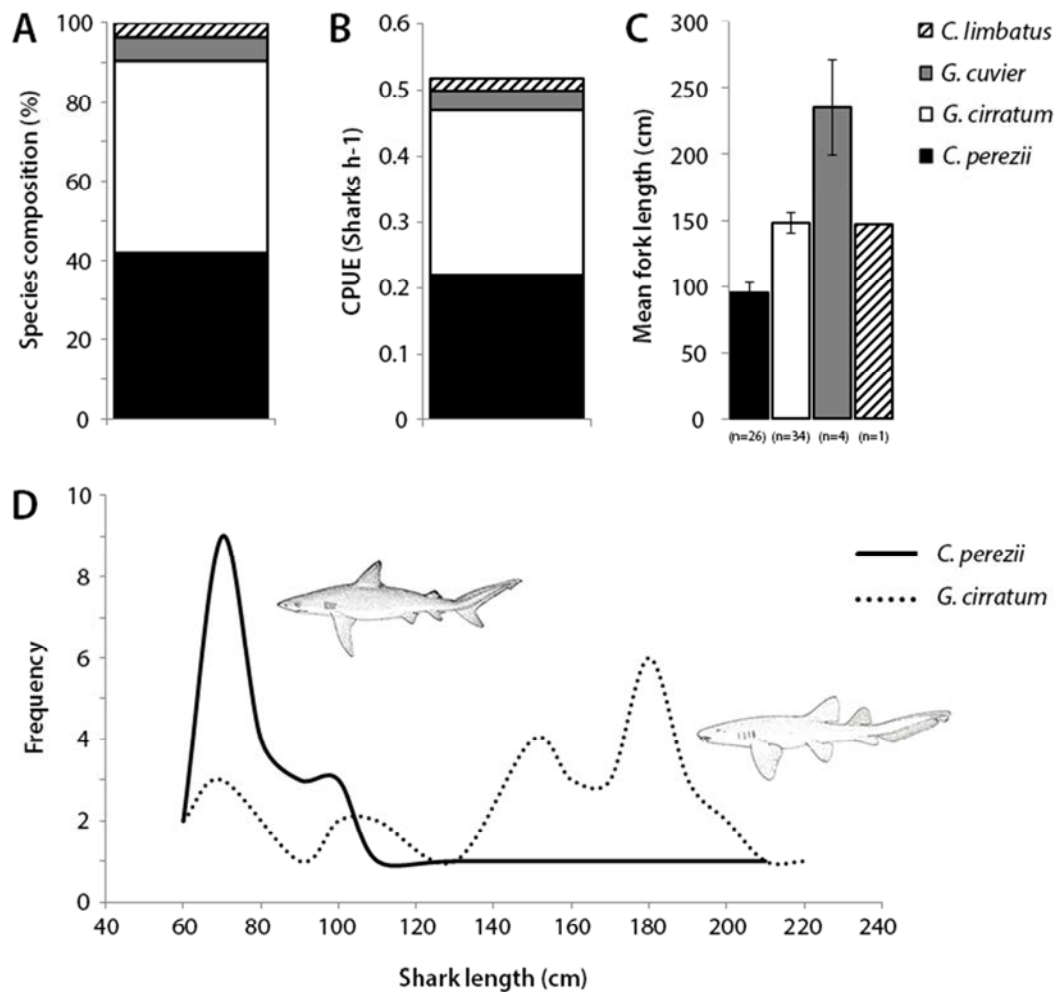 A
Species composition (%)
100
80
60
40
20
0
B
CPUE (Sharks h-1)
0.6
0.5
0.4
0.3
0.2
0.1
0
C
Mean fork length (cm)
300
250
200
150
100
50
0
(n=26) (n=34) (n=4) (n=1)
C. limbatus
G. cuvier
G. cirratum
C. perezii
D
Frequency
10
8
6
4
2
0
40 60 80 100 120 140 160 180 200 220 240
Shark length (cm)
C. perezii
G. cirratum